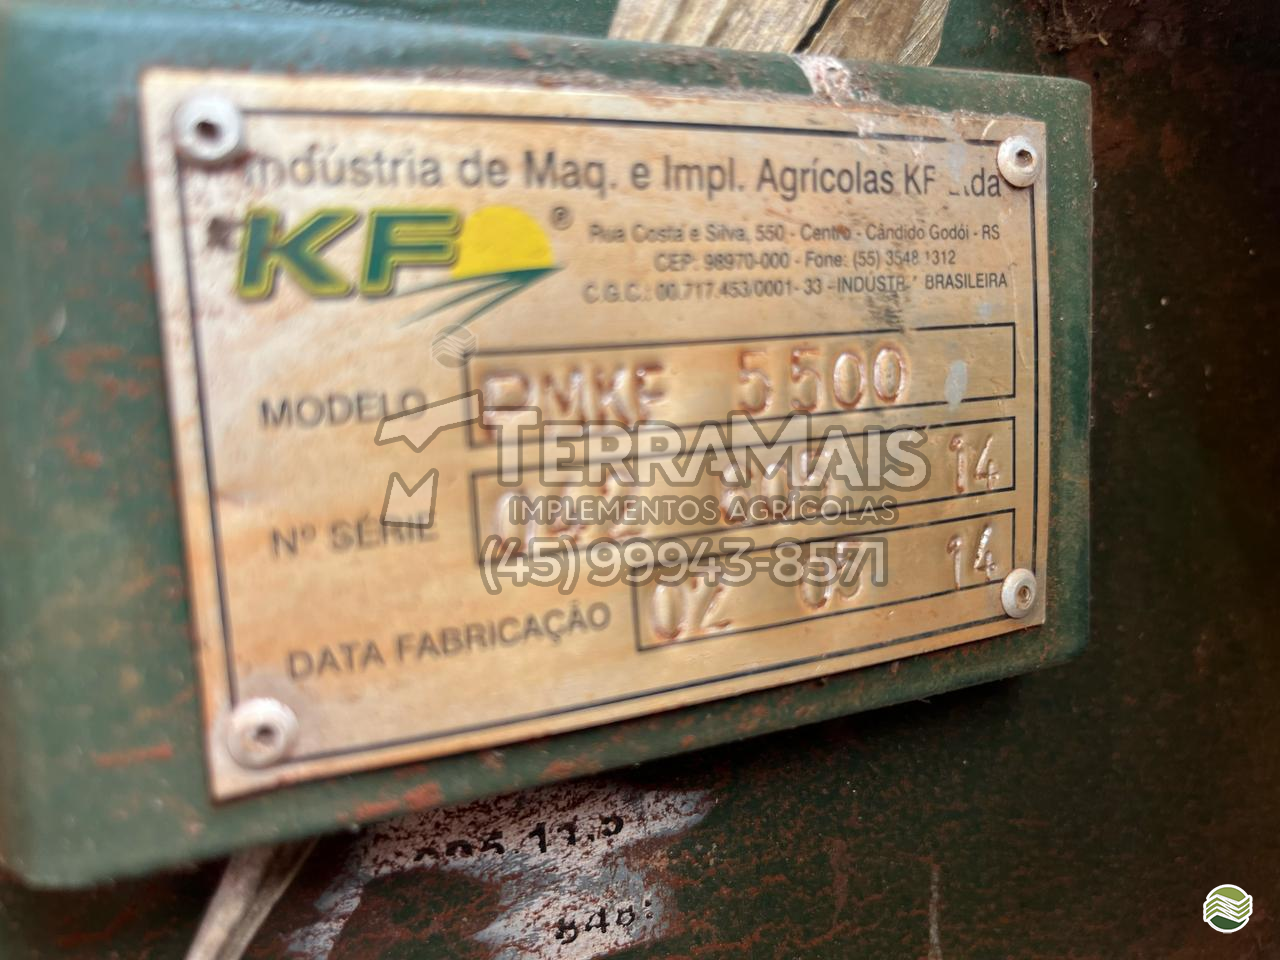 Indústria de Maq. e Impl. Agrícolas KF Ltda
KF ®
Rua Costa e Silva, 550 - Centro - Cândido Godói - RS
CEP: 98970-000 - Fone: (55) 3548 1312
C.G.C.: 00.717.453/0001-33 - INDÚSTR BRASILEIRA
MODELO PMKF 5500
TERRAMAIS
Nº SÉRIE 14
IMPLEMENTOS AGRÍCOLAS
(45) 99943-8571
DATA FABRICAÇÃO 02 05 14